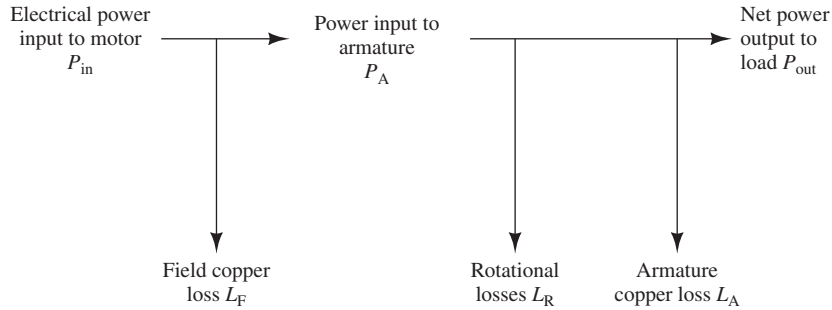 Electrical power
input to motor
P_in
Power input to
armature
P_A
Net power
output to
load P_out
Field copper
loss L_F
Rotational
losses L_R
Armature
copper loss L_A